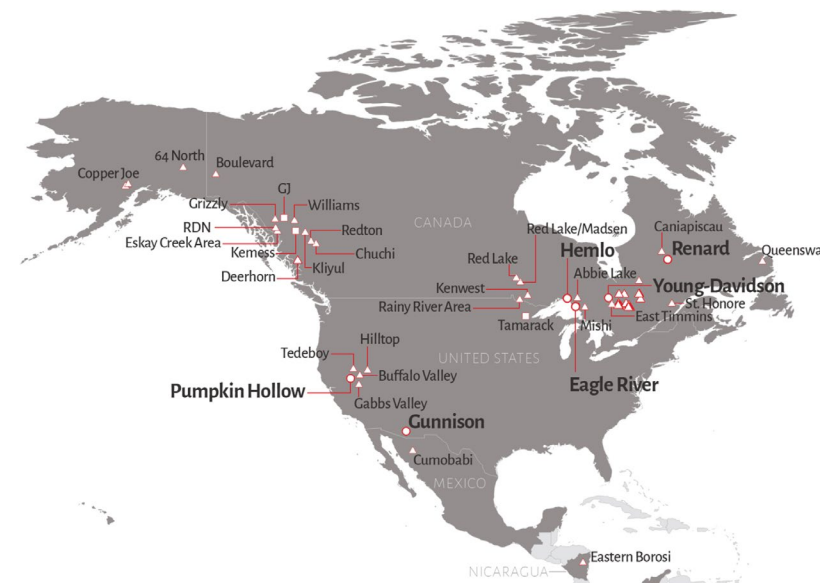 64 North
Boulevard
Copper Joe
GJ
Grizzly
Williams
RDN
Redton
CANADA
Eskay Creek Area
Kemess
Chuchi
Kliyul
Deerhorn
Red Lake/Madsen
Caniapiscau
Hemlo
Renard
Queenswa
Red Lake
Abbie Lake
Kenwest
Young-Davidson
Rainy River Area
St. Honore
East Timmins
Tamarack
Mishi
Hilltop
Tedeboy
UNITED STATES
Buffalo Valley
Eagle River
Pumpkin Hollow
Gabbs Valley
Gunnison
Cumobabi
MEXICO
Eastern Borosi
NICARAGUA